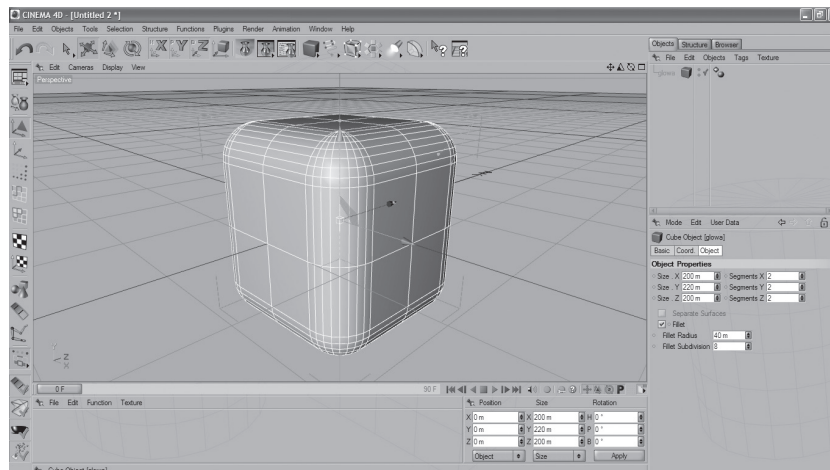 CINEMA 4D - [Untitled 2 *]
File Edit Objects Tools Selection Structure Functions Plugins Render Animation Window Help
Objects Structure Browser
File Edit Objects Tags Texture
glowa
Edit Cameras Display View
Perspective
Mode Edit User Data
Cube Object [glowa]
Basic Coord. Object
Object Properties
Size . X 200 m Segments X 2
Size . Y 220 m Segments Y 2
Size . Z 200 m Segments Z 2
Separate Surfaces
Fillet
Fillet Radius 40 m
Fillet Subdivision 8
Y
Z
X
0 F 90 F
File Edit Function Texture
Position Size Rotation
X 0 m X 200 m H 0 °
Y 0 m Y 220 m P 0 °
Z 0 m Z 200 m B 0 °
Object Size Apply
Cube Object [glowa]